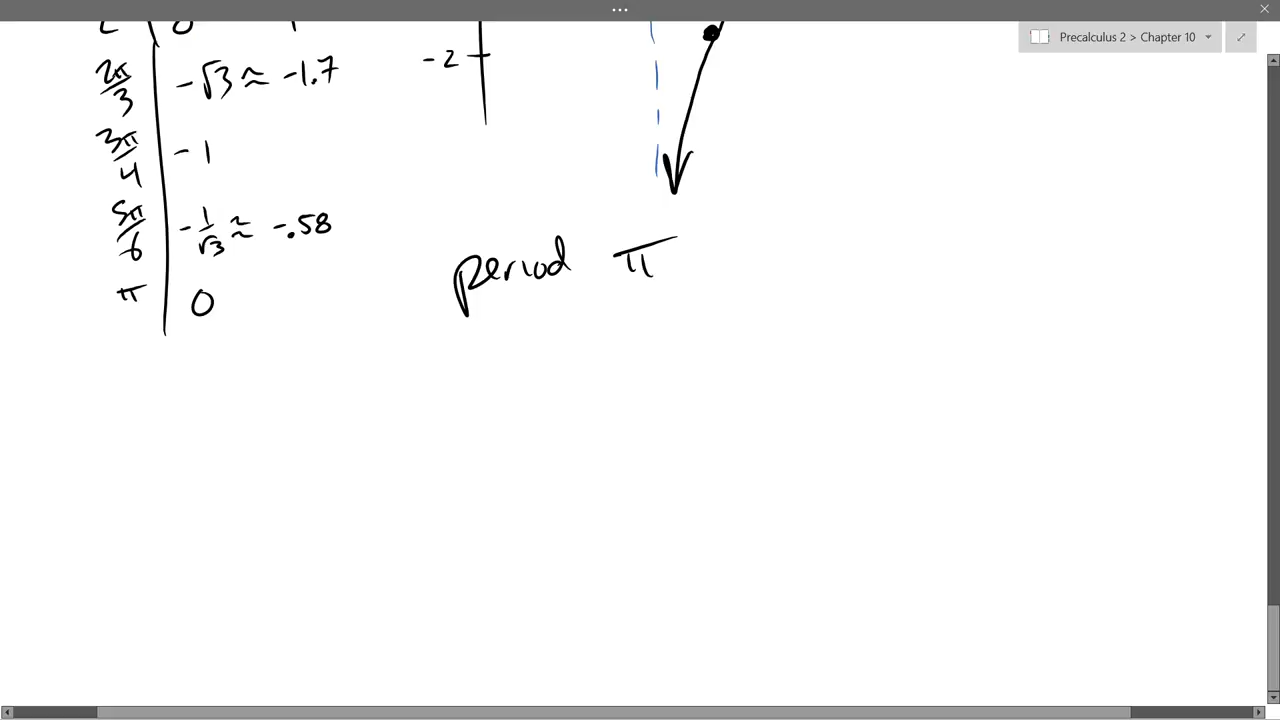 Precalculus 2 > Chapter 10
-2
2π/3 -√3 ≈ -1.7
3π/4 -1
5π/6 -1/√3 ≈ -.58
π 0
period π